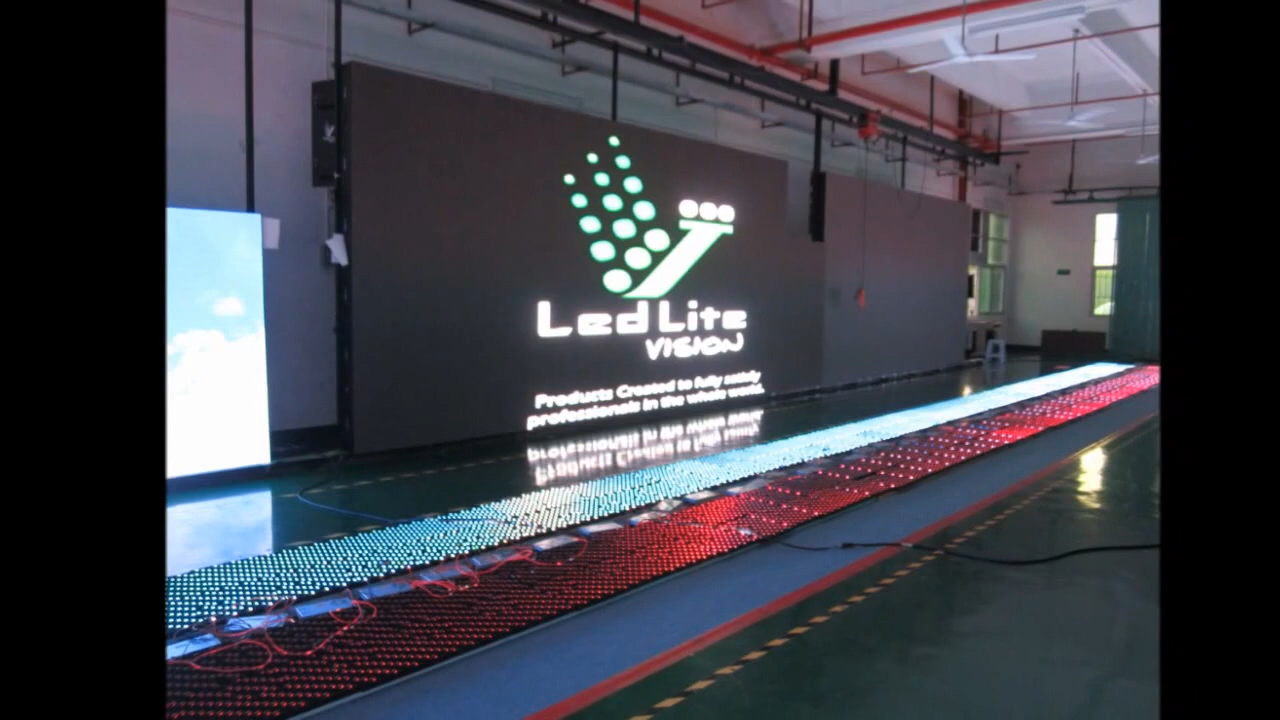 Led Lite
VISION
Products Created to fully satisfy
professionals in the whole world.